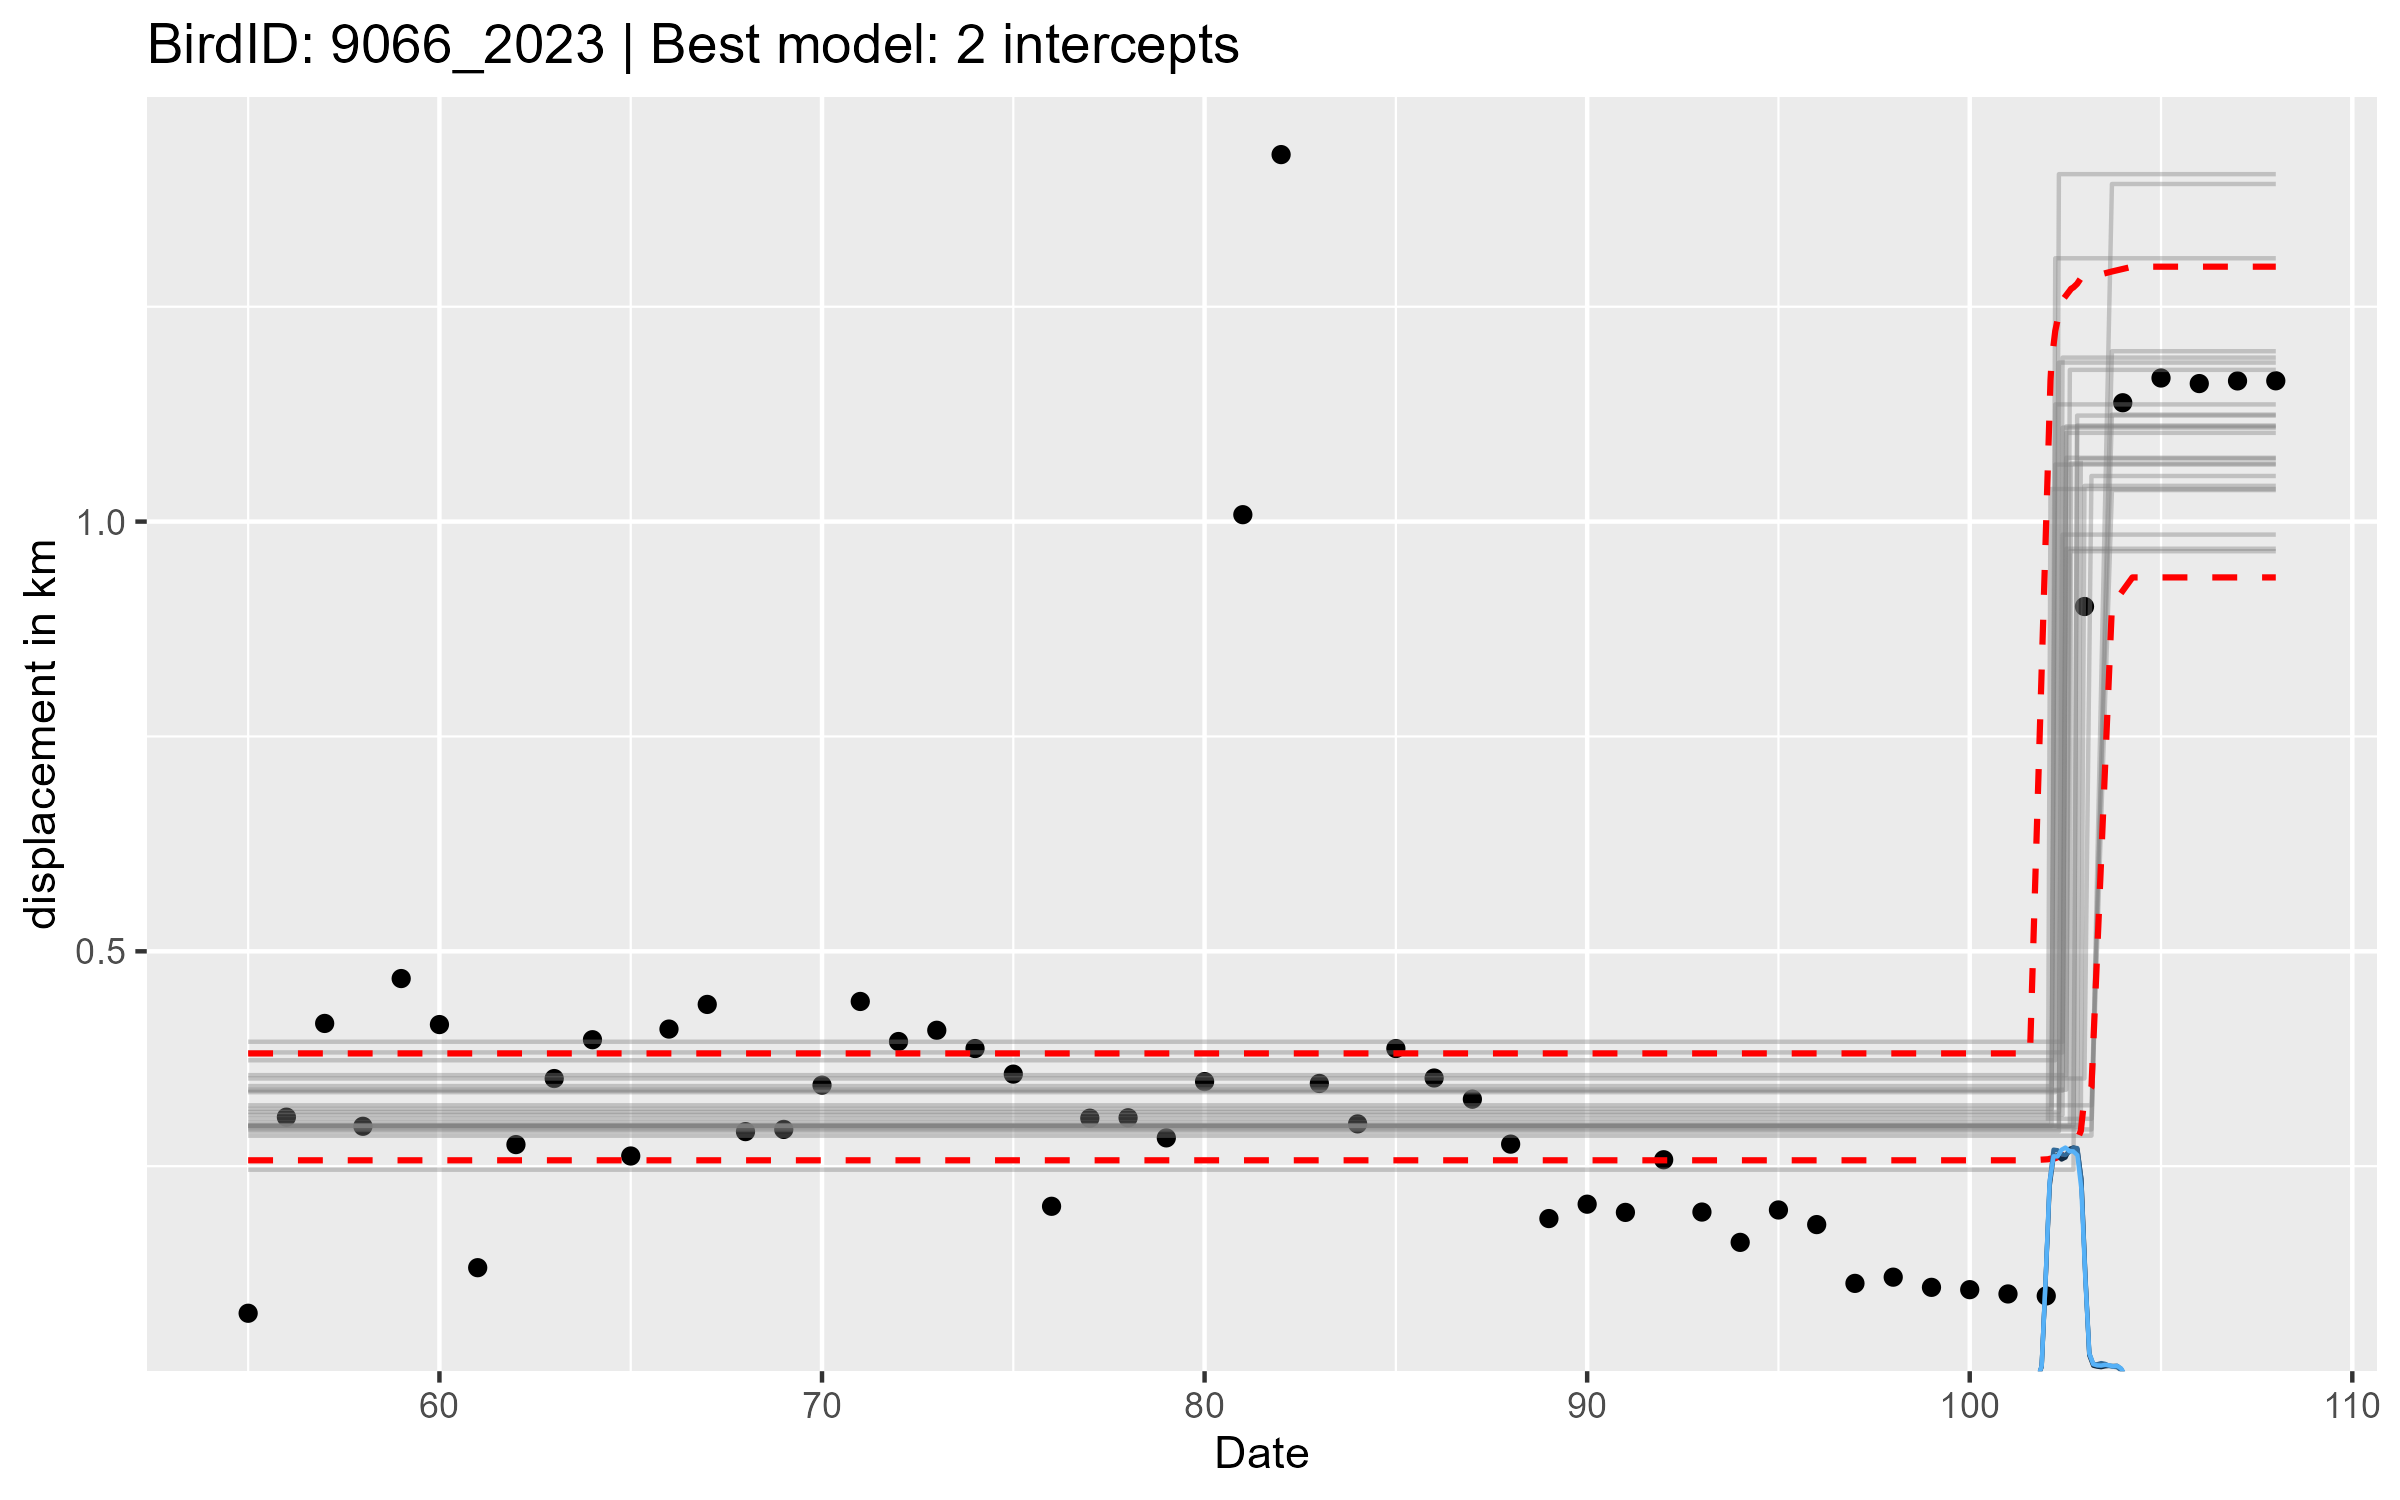 BirdID: 9066_2023 | Best model: 2 intercepts
displacement in km
1.0
0.5
60 70 80 90 100 110
Date